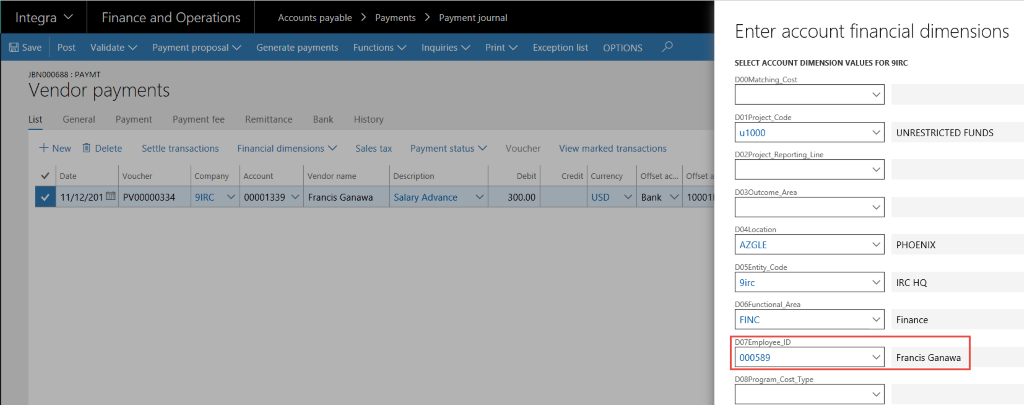 Integra Finance and Operations Accounts payable Payments Payment journal
Save Post Validate Payment proposal Generate payments Functions Inquiries Print Exception list OPTIONS
JBN000688 : PAYMT
Vendor payments
List General Payment Payment fee Remittance Bank History
+ New Delete Settle transactions Financial dimensions Sales tax Payment status Voucher View marked transactions
Date Voucher Company Account Vendor name Description Debit Credit Currency Offset ac... Offset a
11/12/201 PV00000334 9IRC 00001339 Francis Ganawa Salary Advance 300.00 USD Bank 10001
Enter account financial dimensions
SELECT ACCOUNT DIMENSION VALUES FOR 9IRC
D00Matching_Cost
D01Project_Code
u1000 UNRESTRICTED FUNDS
D02Project_Reporting_Line
D03Outcome_Area
D04Location
AZGLE PHOENIX
D05Entity_Code
9irc IRC HQ
D06Functional_Area
FINC Finance
D07Employee_ID
000589 Francis Ganawa
D08Program_Cost_Type